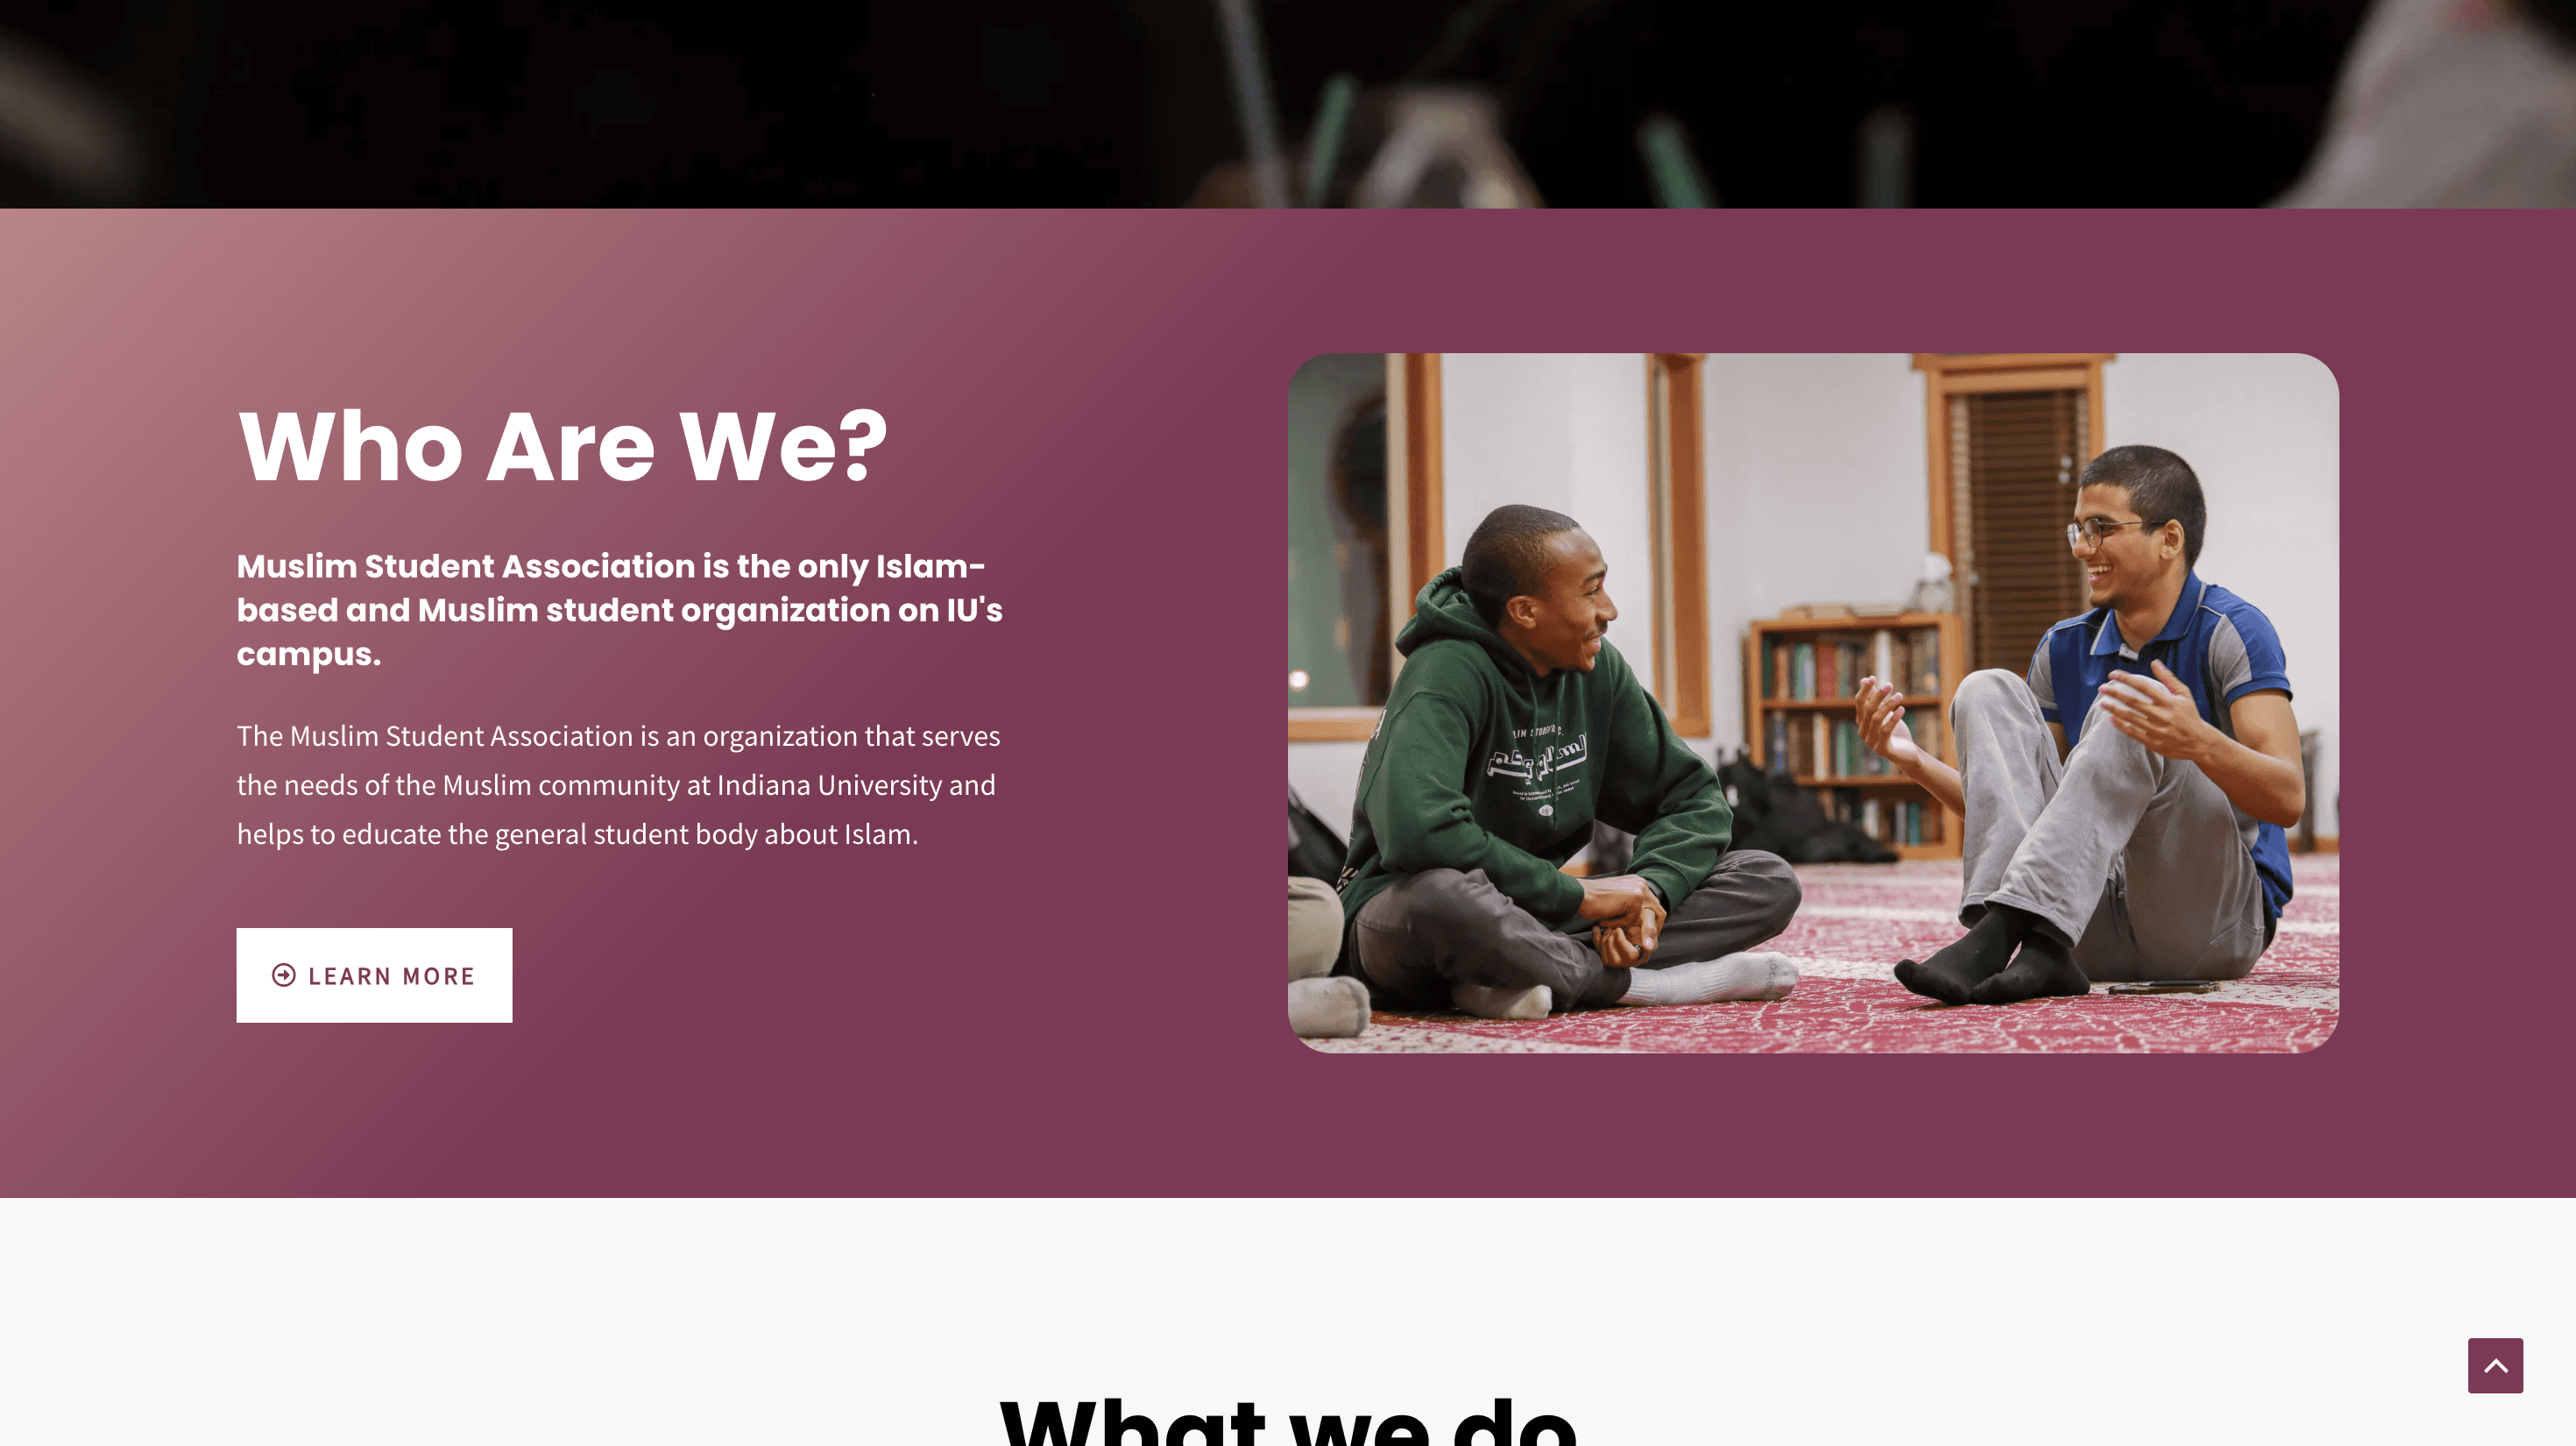 Who Are We?
Muslim Student Association is the only Islam-
based and Muslim student organization on IU's
campus.
The Muslim Student Association is an organization that serves
the needs of the Muslim community at Indiana University and
helps to educate the general student body about Islam.
LEARN MORE
What we do